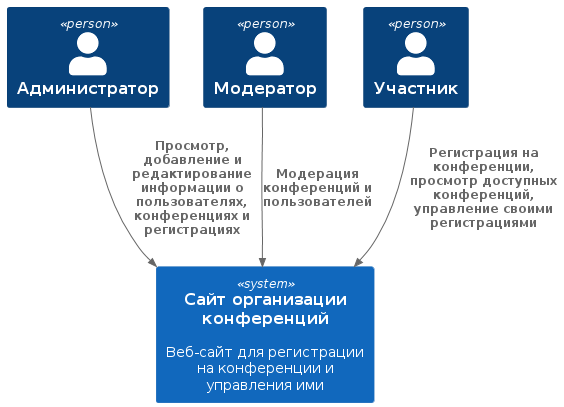 «person»
Администратор
«person»
Модератор
«person»
Участник
Просмотр,
добавление и
редактирование
информации о
пользователях,
конференциях и
регистрациях
Модерация
конференций и
пользователей
Регистрация на
конференции,
просмотр доступных
конференций,
управление своими
регистрациями
«system»
Сайт организации
конференций
Веб-сайт для регистрации
на конференции и
управления ими